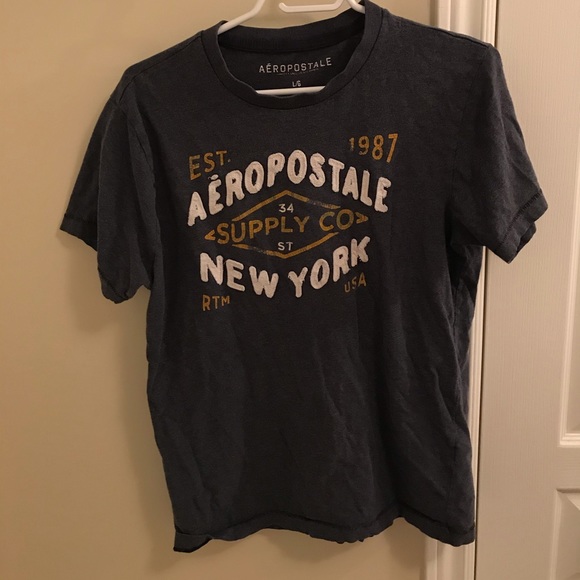 AÉROPOSTALE
L/G
EST. 1987
AÉROPOSTALE
34
<SUPPLY CO>
ST
NEW YORK
RTM USA